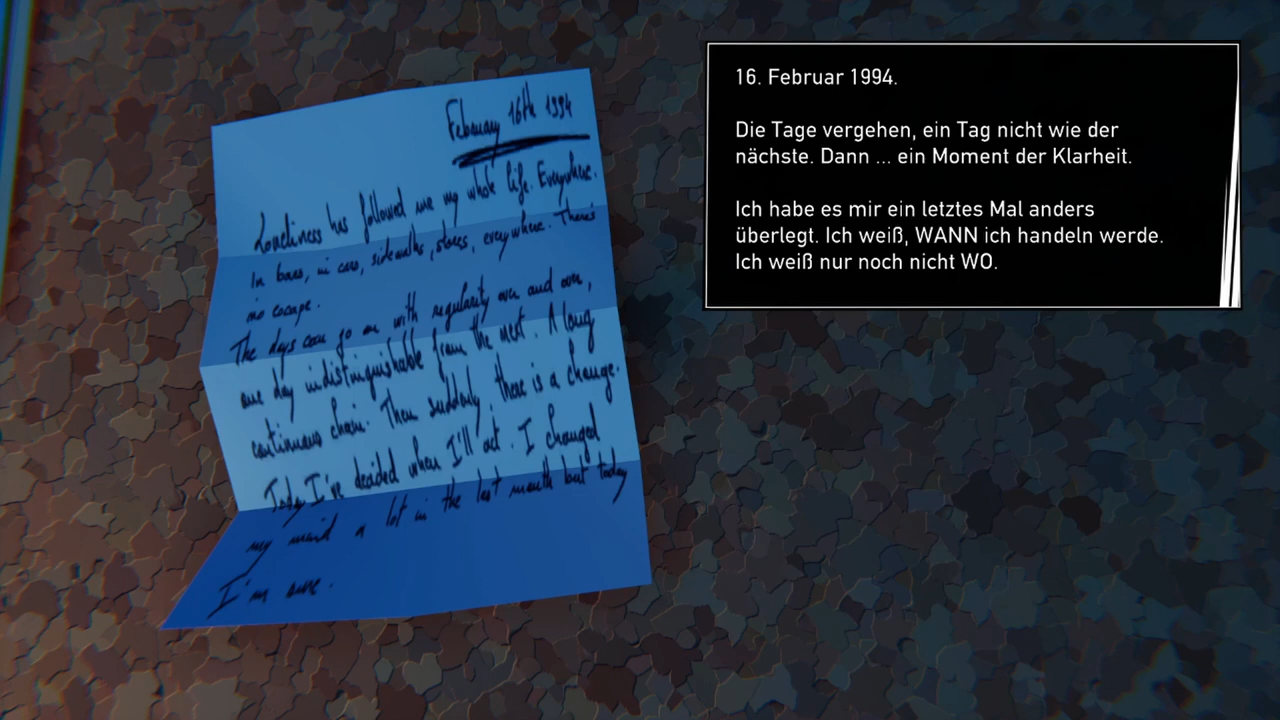 February 16th 1994
Loneliness has followed me my whole life. Everywhere.
In bars, in cars, sidewalks, stores, everywhere. There's
no escape.
The days can go on with regularity over and over,
one day indistinguishable from the next. A long
continuous chain. Then suddenly there is a change.
Today I've decided when I'll act. I changed
my mind a lot in the last month but today
I'm sure.
16. Februar 1994.
Die Tage vergehen, ein Tag nicht wie der
nächste. Dann ... ein Moment der Klarheit.
Ich habe es mir ein letztes Mal anders
überlegt. Ich weiß, WANN ich handeln werde.
Ich weiß nur noch nicht WO.